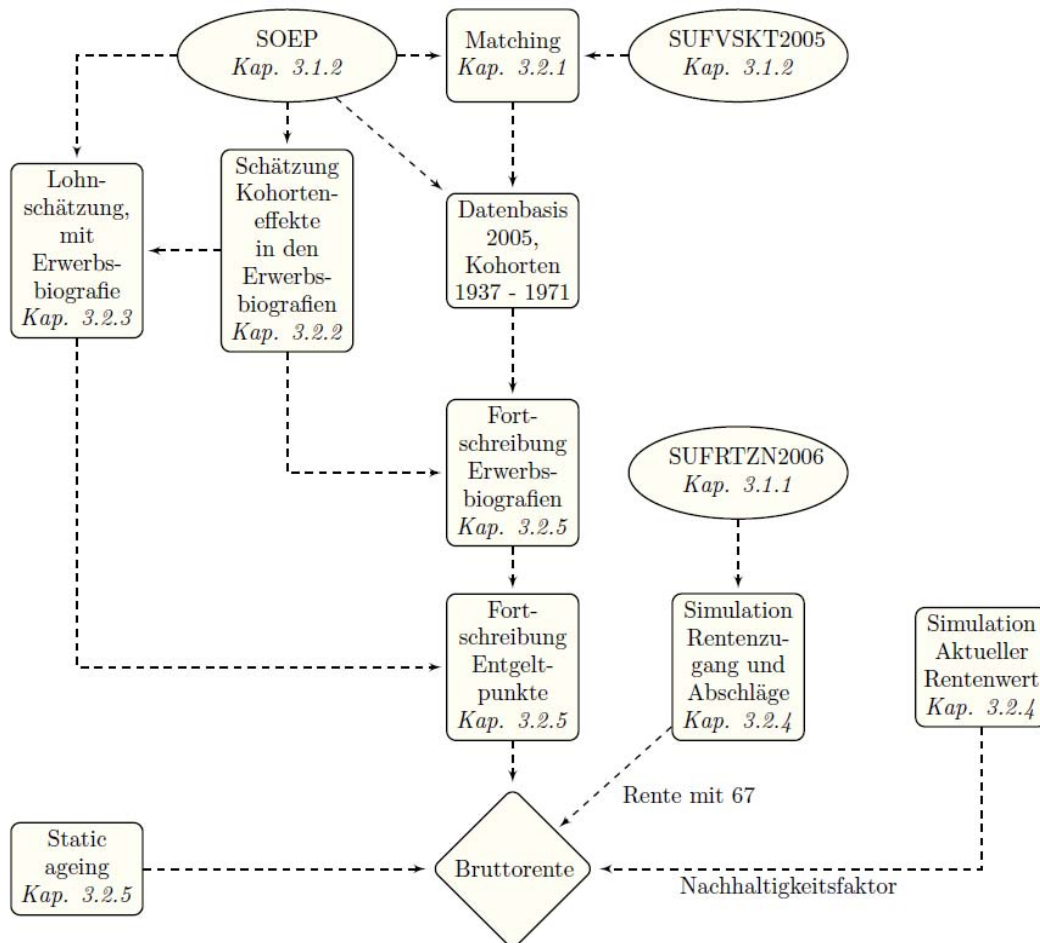 SOEP
Kap. 3.1.2
Matching
Kap. 3.2.1
SUFVSKT2005
Kap. 3.1.2
Lohn-
schätzung,
mit
Erwerbs-
biografie
Kap. 3.2.3
Schätzung
Kohorten-
effekte
in den
Erwerbs-
biografien
Kap. 3.2.2
Datenbasis
2005,
Kohorten
1937 - 1971
Fort-
schreibung
Erwerbs-
biografien
Kap. 3.2.5
SUFRTZN2006
Kap. 3.1.1
Fort-
schreibung
Entgelt-
punkte
Kap. 3.2.5
Simulation
Rentenzu-
gang und
Abschläge
Kap. 3.2.4
Simulation
Aktueller
Rentenwert
Kap. 3.2.4
Rente mit 67
Static
ageing
Kap. 3.2.5
Bruttorente
Nachhaltigkeitsfaktor